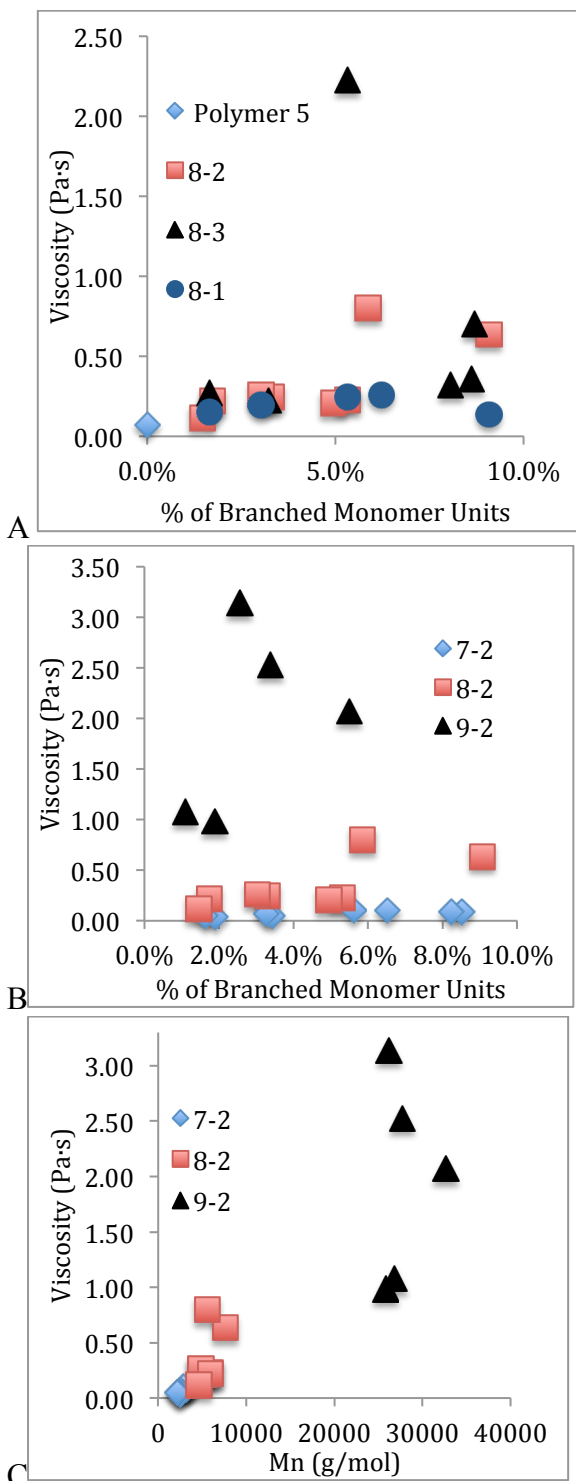 2.50
2.00
1.50
1.00
0.50
0.00
Viscosity (Pa·s)
Polymer 5
8-2
8-3
8-1
0.0% 5.0% 10.0%
% of Branched Monomer Units
A
3.50
3.00
2.50
2.00
1.50
1.00
0.50
0.00
Viscosity (Pa·s)
7-2
8-2
9-2
0.0% 2.0% 4.0% 6.0% 8.0% 10.0%
% of Branched Monomer Units
B
3.00
2.50
2.00
1.50
1.00
0.50
0.00
Viscosity (Pa·s)
7-2
8-2
9-2
0 10000 20000 30000 40000
Mn (g/mol)
C